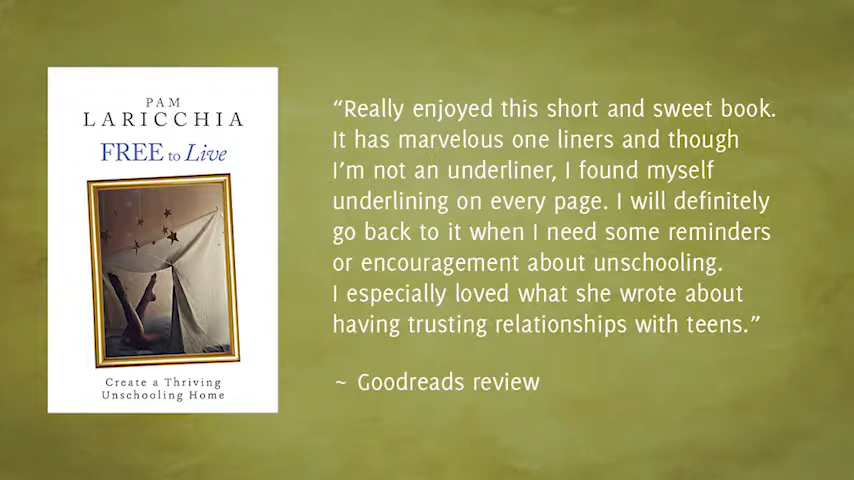 PAM
LARICCHIA
FREE to Live
Create a Thriving
Unschooling Home
“Really enjoyed this short and sweet book.
It has marvelous one liners and though
I’m not an underliner, I found myself
underlining on every page. I will definitely
go back to it when I need some reminders
or encouragement about unschooling.
I especially loved what she wrote about
having trusting relationships with teens.”
~ Goodreads review